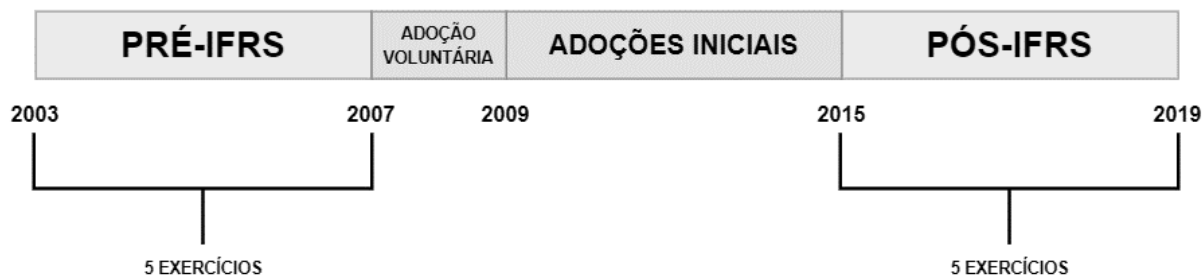 PRÉ-IFRS
ADOÇÃO
VOLUNTÁRIA
ADOÇÕES INICIAIS
PÓS-IFRS
2003
2007
2009
2015
2019
5 EXERCÍCIOS
5 EXERCÍCIOS